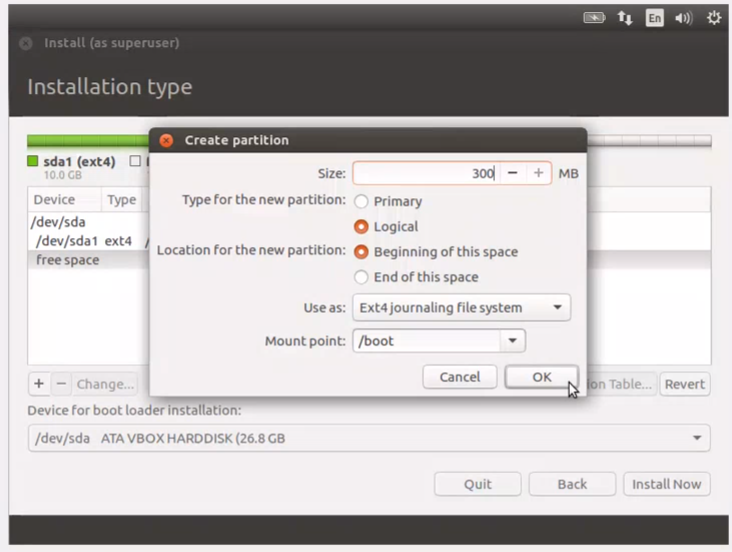 En
Install (as superuser)
Installation type
Create partition
sda1 (ext4)
10.0 GB
Size: 300 MB
Type for the new partition: Primary
Logical
Location for the new partition: Beginning of this space
End of this space
Use as: Ext4 journaling file system
Mount point: /boot
Cancel OK
Device Type
/dev/sda
/dev/sda1 ext4 /
free space
+ − Change... ion Table... Revert
Device for boot loader installation:
/dev/sda ATA VBOX HARDDISK (26.8 GB
Quit Back Install Now